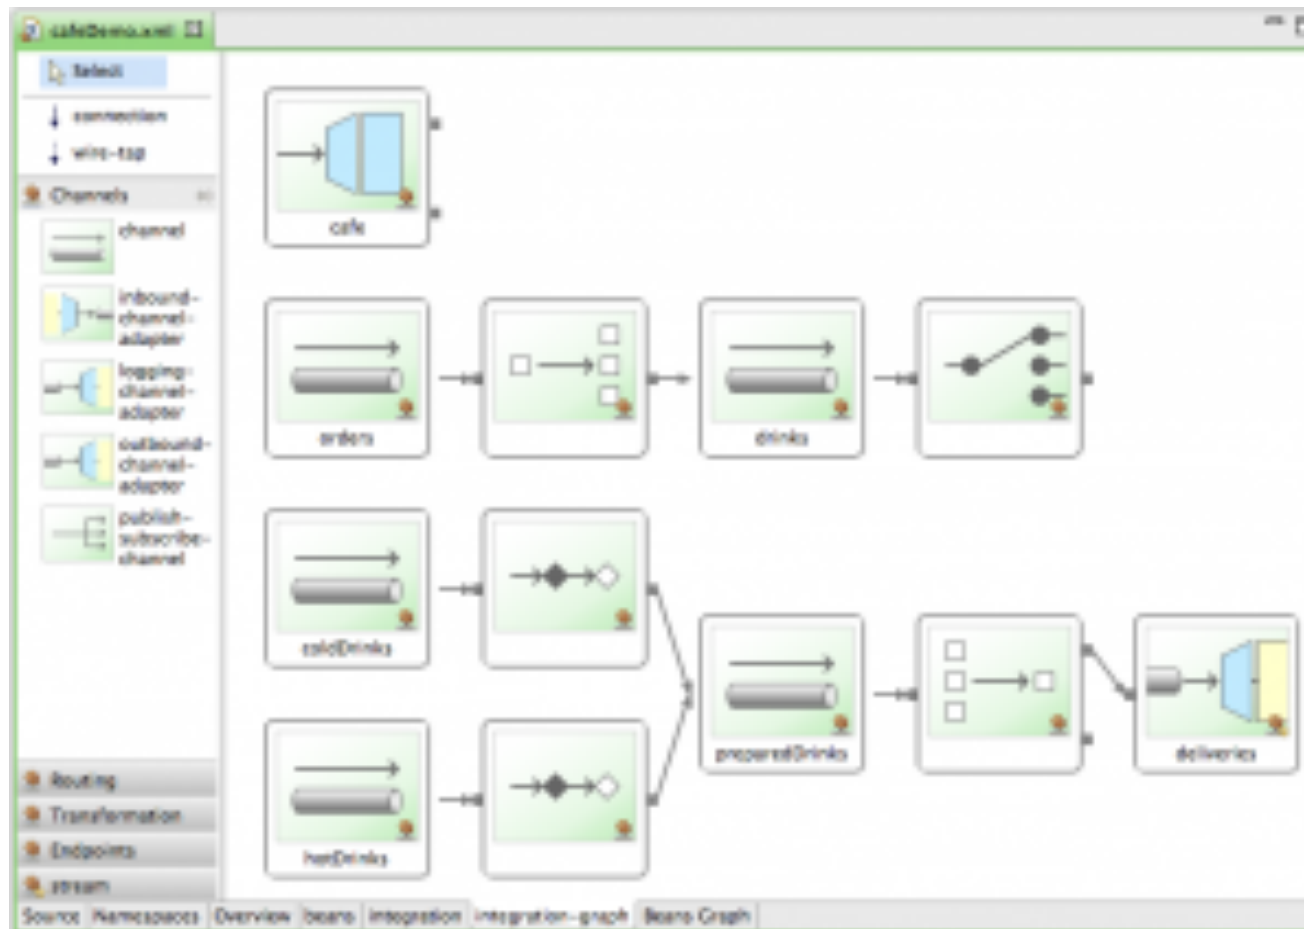 cafeDemo.xml
Select
connection
wire-tap
Channels
channel
inbound-
channel-
adapter
logging-
channel-
adapter
outbound-
channel-
adapter
publish-
subscribe-
channel
Routing
Transformation
Endpoints
stream
cafe
orders
drinks
coldDrinks
preparedDrinks
deliveries
hotDrinks
Source Namespaces Overview beans integration integration-graph Beans Graph